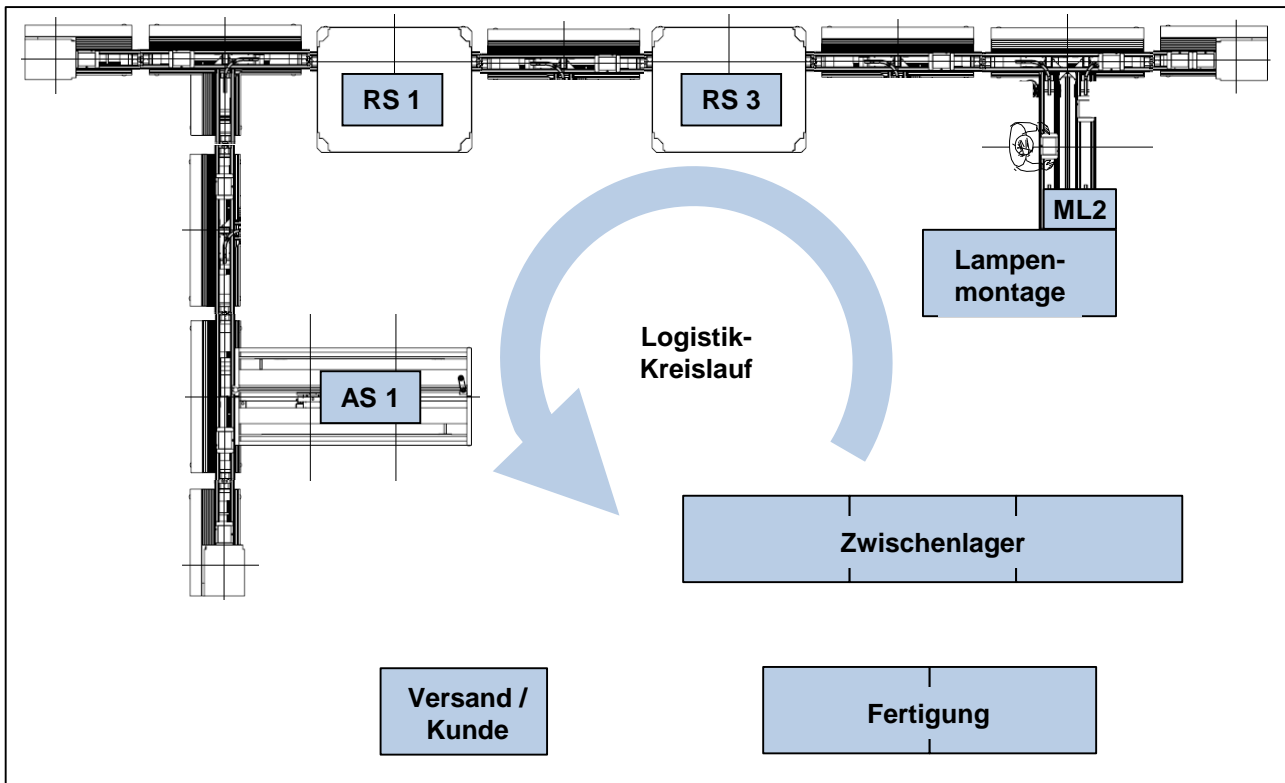 RS 1
RS 3
ML2
Lampen-
montage
Logistik-
Kreislauf
AS 1
Zwischenlager
Versand /
Kunde
Fertigung